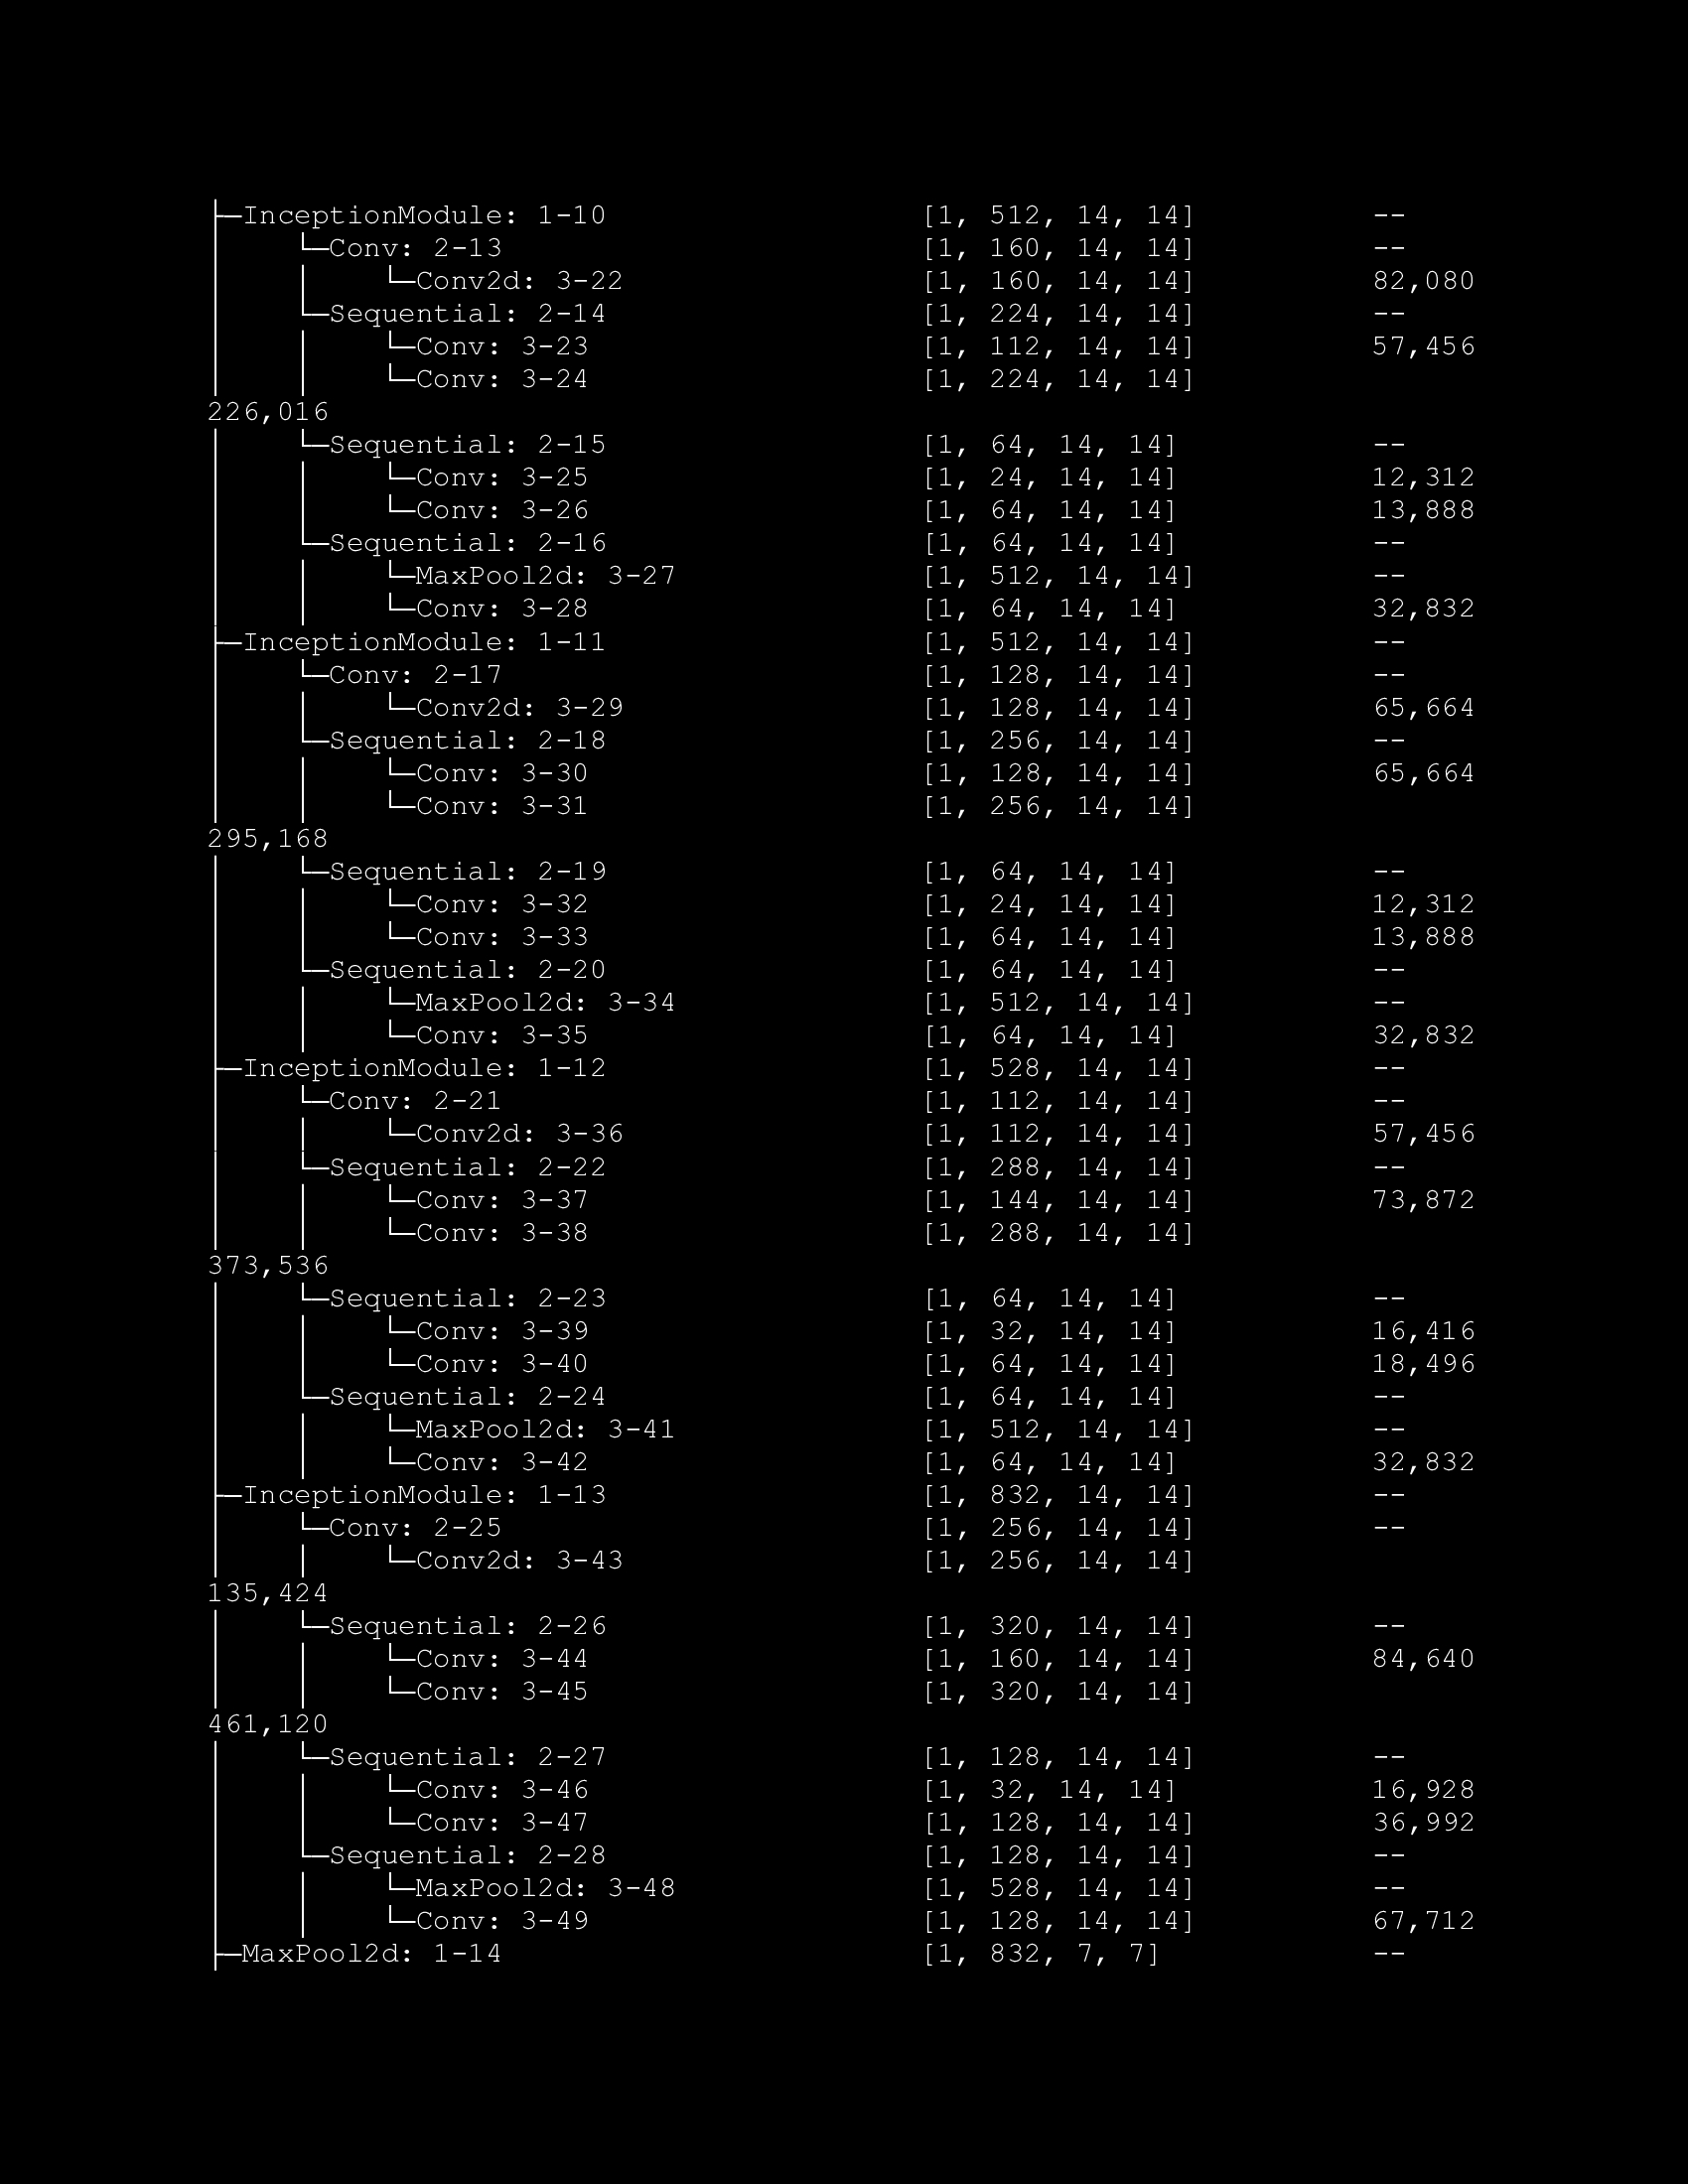 ├─InceptionModule: 1-10                  [1, 512, 14, 14]          --
│    └─Conv: 2-13                        [1, 160, 14, 14]          --
│    │    └─Conv2d: 3-22                 [1, 160, 14, 14]          82,080
│    └─Sequential: 2-14                  [1, 224, 14, 14]          --
│    │    └─Conv: 3-23                   [1, 112, 14, 14]          57,456
│    │    └─Conv: 3-24                   [1, 224, 14, 14]
226,016
│    └─Sequential: 2-15                  [1, 64, 14, 14]           --
│    │    └─Conv: 3-25                   [1, 24, 14, 14]           12,312
│    │    └─Conv: 3-26                   [1, 64, 14, 14]           13,888
│    └─Sequential: 2-16                  [1, 64, 14, 14]           --
│    │    └─MaxPool2d: 3-27              [1, 512, 14, 14]          --
│    │    └─Conv: 3-28                   [1, 64, 14, 14]           32,832
├─InceptionModule: 1-11                  [1, 512, 14, 14]          --
│    └─Conv: 2-17                        [1, 128, 14, 14]          --
│    │    └─Conv2d: 3-29                 [1, 128, 14, 14]          65,664
│    └─Sequential: 2-18                  [1, 256, 14, 14]          --
│    │    └─Conv: 3-30                   [1, 128, 14, 14]          65,664
│    │    └─Conv: 3-31                   [1, 256, 14, 14]
295,168
│    └─Sequential: 2-19                  [1, 64, 14, 14]           --
│    │    └─Conv: 3-32                   [1, 24, 14, 14]           12,312
│    │    └─Conv: 3-33                   [1, 64, 14, 14]           13,888
│    └─Sequential: 2-20                  [1, 64, 14, 14]           --
│    │    └─MaxPool2d: 3-34              [1, 512, 14, 14]          --
│    │    └─Conv: 3-35                   [1, 64, 14, 14]           32,832
├─InceptionModule: 1-12                  [1, 528, 14, 14]          --
│    └─Conv: 2-21                        [1, 112, 14, 14]          --
│    │    └─Conv2d: 3-36                 [1, 112, 14, 14]          57,456
│    └─Sequential: 2-22                  [1, 288, 14, 14]          --
│    │    └─Conv: 3-37                   [1, 144, 14, 14]          73,872
│    │    └─Conv: 3-38                   [1, 288, 14, 14]
373,536
│    └─Sequential: 2-23                  [1, 64, 14, 14]           --
│    │    └─Conv: 3-39                   [1, 32, 14, 14]           16,416
│    │    └─Conv: 3-40                   [1, 64, 14, 14]           18,496
│    └─Sequential: 2-24                  [1, 64, 14, 14]           --
│    │    └─MaxPool2d: 3-41              [1, 512, 14, 14]          --
│    │    └─Conv: 3-42                   [1, 64, 14, 14]           32,832
├─InceptionModule: 1-13                  [1, 832, 14, 14]          --
│    └─Conv: 2-25                        [1, 256, 14, 14]          --
│    │    └─Conv2d: 3-43                 [1, 256, 14, 14]
135,424
│    └─Sequential: 2-26                  [1, 320, 14, 14]          --
│    │    └─Conv: 3-44                   [1, 160, 14, 14]          84,640
│    │    └─Conv: 3-45                   [1, 320, 14, 14]
461,120
│    └─Sequential: 2-27                  [1, 128, 14, 14]          --
│    │    └─Conv: 3-46                   [1, 32, 14, 14]           16,928
│    │    └─Conv: 3-47                   [1, 128, 14, 14]          36,992
│    └─Sequential: 2-28                  [1, 128, 14, 14]          --
│    │    └─MaxPool2d: 3-48              [1, 528, 14, 14]          --
│    │    └─Conv: 3-49                   [1, 128, 14, 14]          67,712
├─MaxPool2d: 1-14                        [1, 832, 7, 7]            --